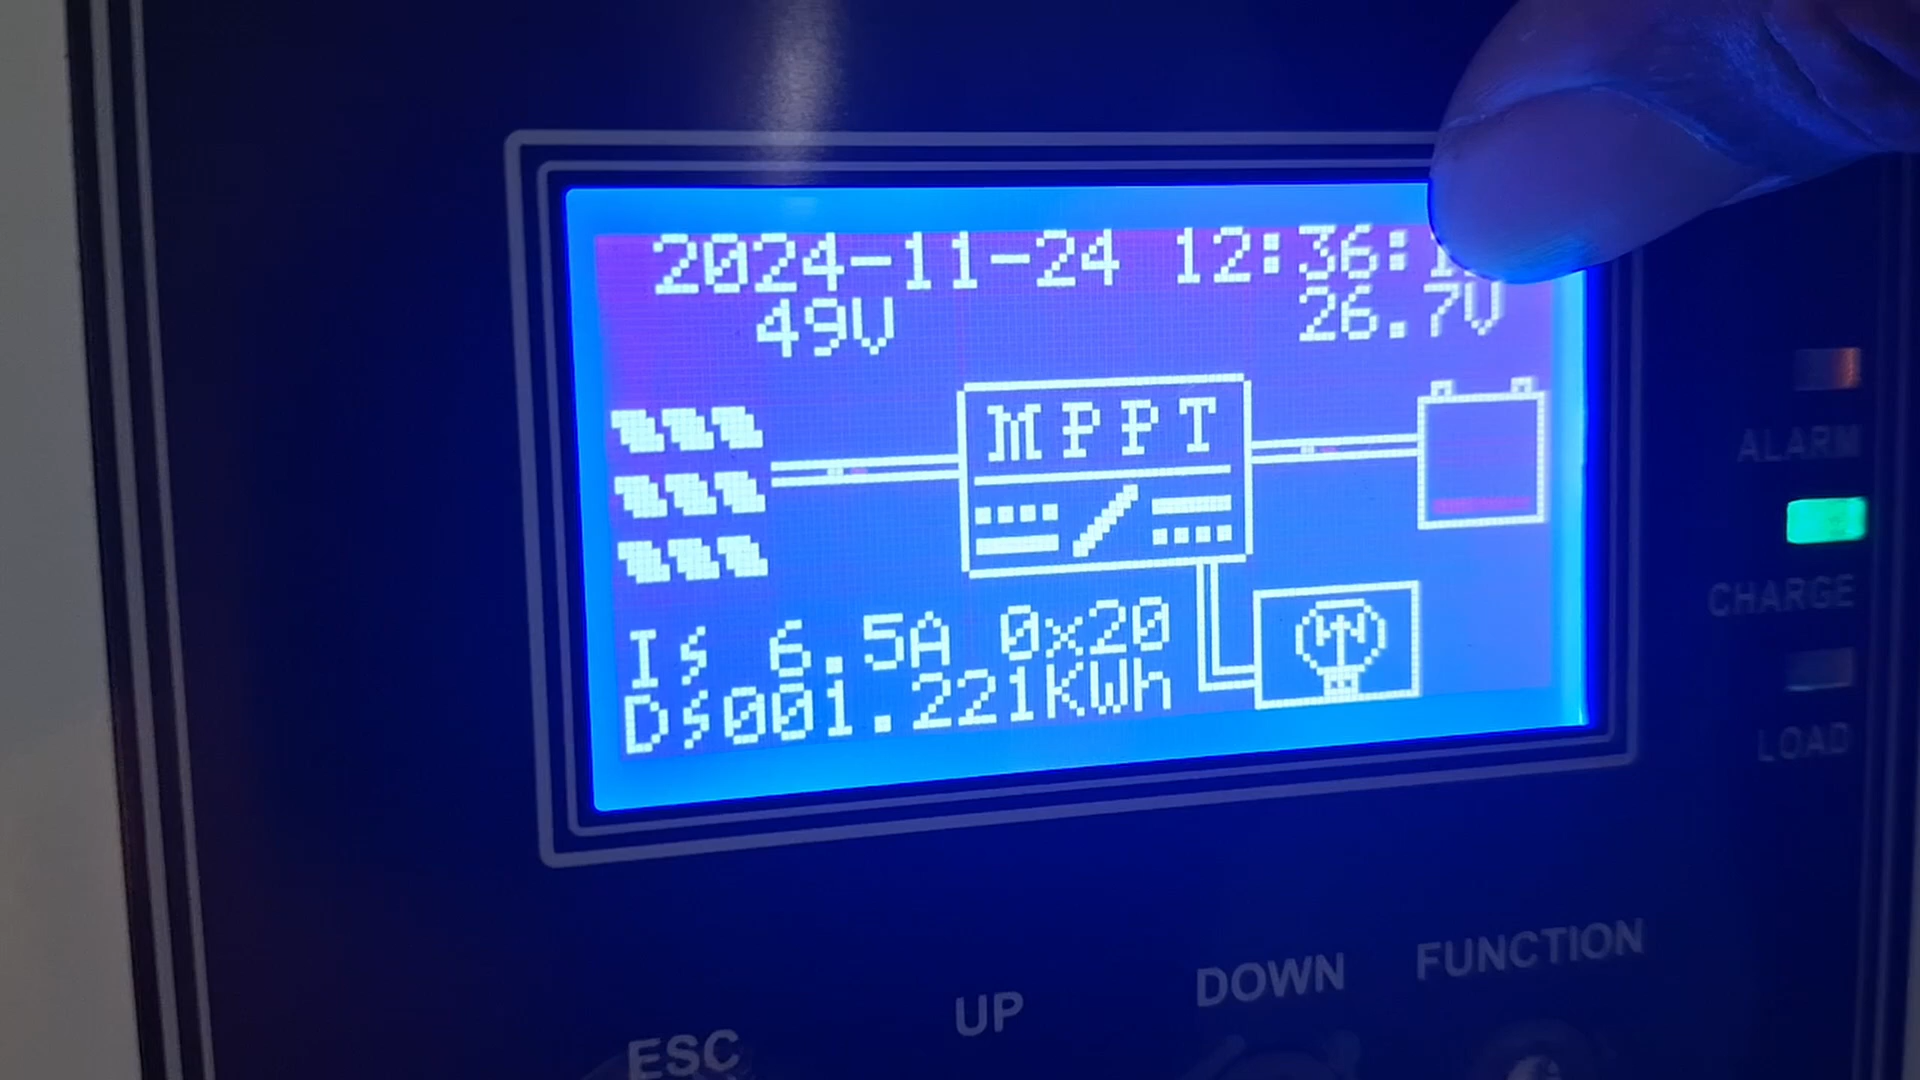 2024-11-24 12:36:
49V
26.7V
MPPT
I 6.5A 0x20
D 001.221KWh
ALARM
CHARGE
LOAD
ESC
UP
DOWN
FUNCTION